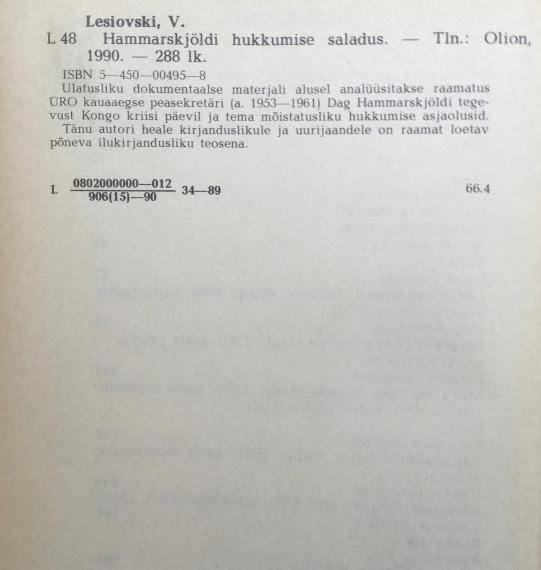 Lesiovski, V.
L 48 Hammarskjöldi hukkumise saladus. — Tln.: Olion,
1990. — 288 lk.
ISBN 5—450—00495—8
Ulatusliku dokumentaalse materjali alusel analüüsitakse raamatus
ÜRO kauaaegse peasekretäri (a. 1953—1961) Dag Hammarskjöldi tege-
vust Kongo kriisi päevil ja tema mõistatusliku hukkumise asjaolusid.
Tänu autori heale kirjanduslikule ja uurijaandele on raamat loetav
põneva ilukirjandusliku teosena.
L 0802000000—012 34—89 66.4
906(15)—90